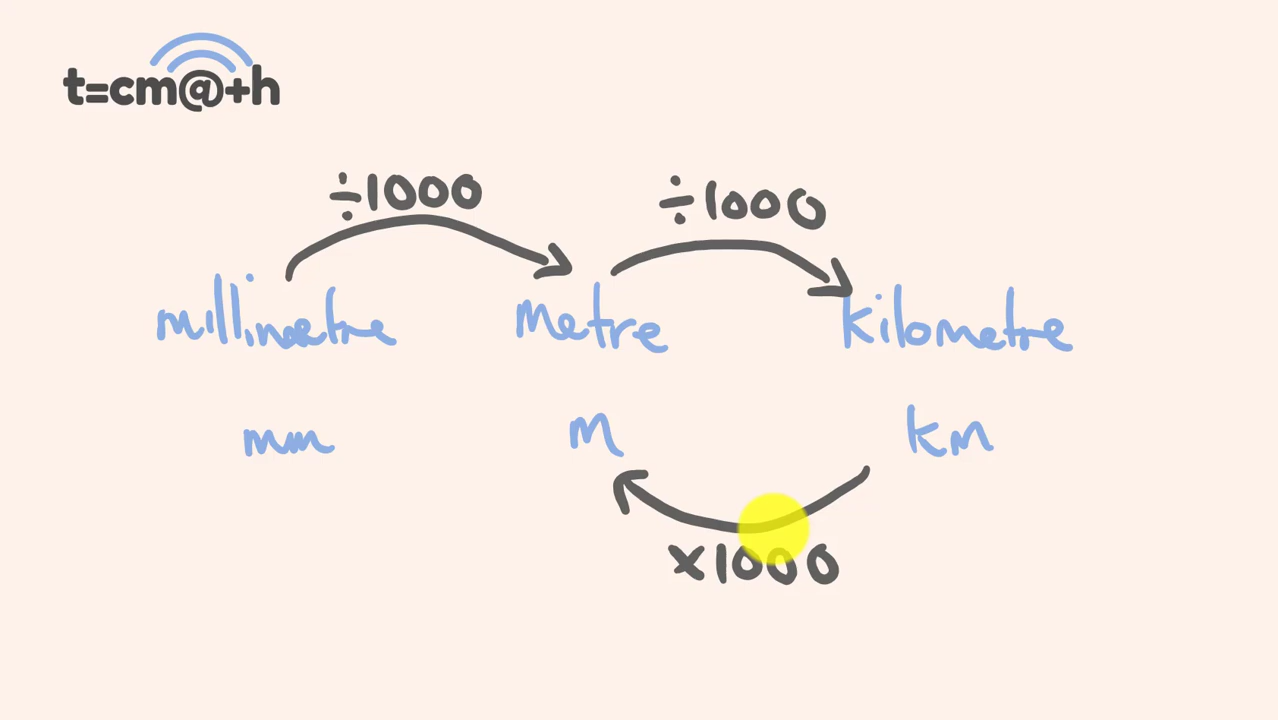 t=cm@+h
÷1000 ÷1000
millimetre metre kilometre
mm m km
x1000